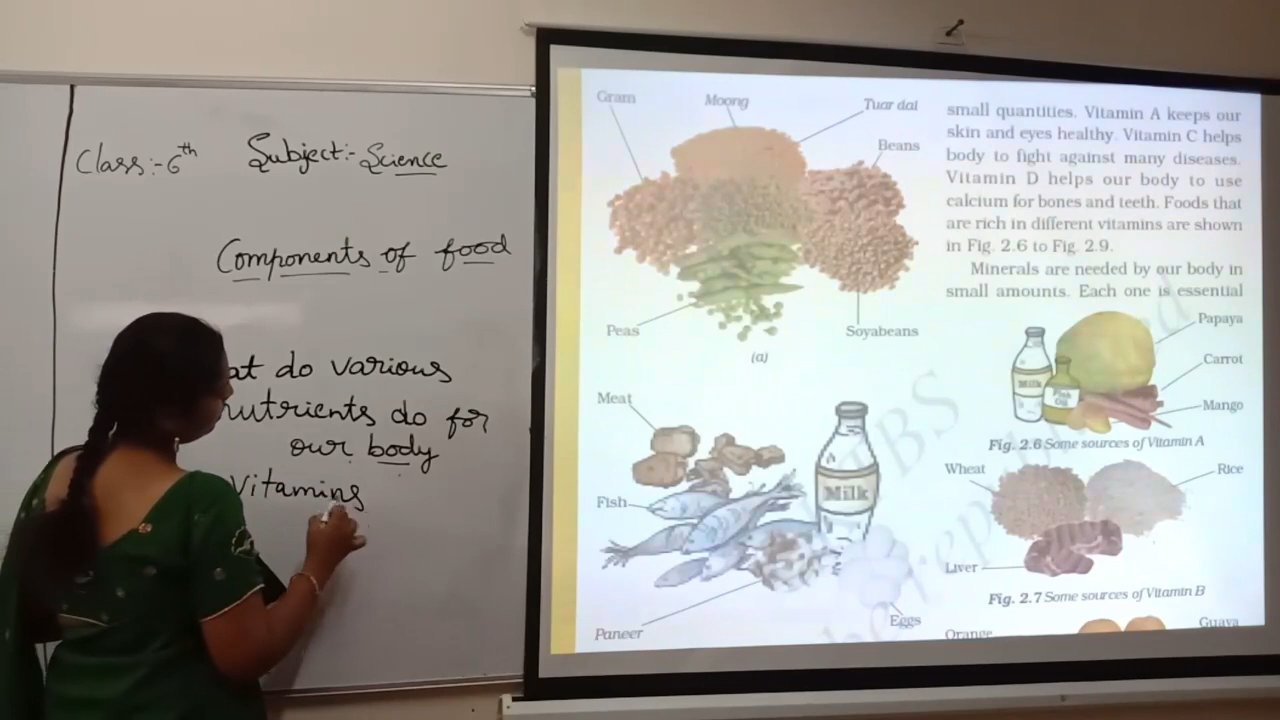 Class:-6th Subject:- Science
Components of food
at do various
nutrients do for
our body
Vitamins
Gram
Moong
Tuar dal
Beans
Peas
Soyabeans
(a)
Meat
Fish
Milk
Paneer
Eggs
small quantities. Vitamin A keeps our
skin and eyes healthy. Vitamin C helps
body to fight against many diseases.
Vitamin D helps our body to use
calcium for bones and teeth. Foods that
are rich in different vitamins are shown
in Fig. 2.6 to Fig. 2.9.
Minerals are needed by our body in
small amounts. Each one is essential
Papaya
Milk
Fish
Oil
Carrot
Mango
Fig. 2.6 Some sources of Vitamin A
Wheat
Rice
Liver
Fig. 2.7 Some sources of Vitamin B
Orange
Guava